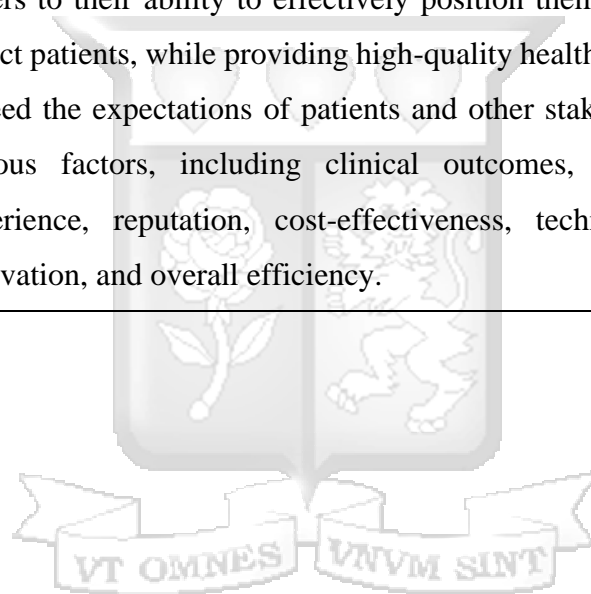 ers to their ability to effectively position them
ct patients, while providing high-quality health
eed the expectations of patients and other stak
ous factors, including clinical outcomes,
erience, reputation, cost-effectiveness, tech
vation, and overall efficiency.
VT OMNES VNVM SINT